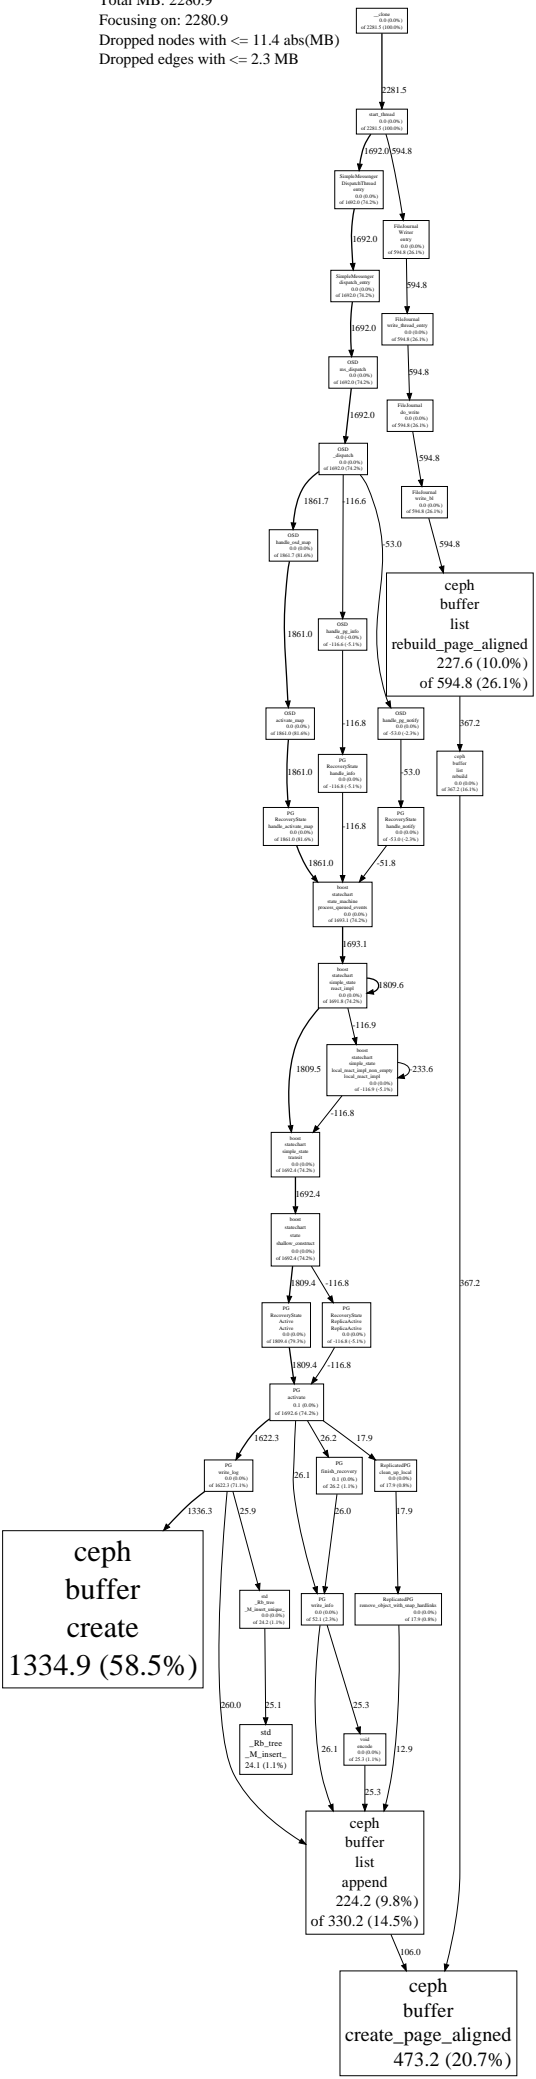 Total MB: 2280.9
Focusing on: 2280.9
Dropped nodes with <= 11.4 abs(MB)
Dropped edges with <= 2.3 MB
__clone
0.0 (0.0%)
of 2281.5 (100.0%)
2281.5
start_thread
0.0 (0.0%)
of 2281.5 (100.0%)
1692.0
594.8
SimpleMessenger
DispatchThread
entry
0.0 (0.0%)
of 1692.0 (74.2%)
FileJournal
Writer
entry
0.0 (0.0%)
of 594.8 (26.1%)
1692.0
594.8
SimpleMessenger
dispatch_entry
0.0 (0.0%)
of 1692.0 (74.2%)
FileJournal
write_thread_entry
0.0 (0.0%)
of 594.8 (26.1%)
1692.0
594.8
OSD
ms_dispatch
0.0 (0.0%)
of 1692.0 (74.2%)
FileJournal
do_write
0.0 (0.0%)
of 594.8 (26.1%)
1692.0
594.8
OSD
_dispatch
0.0 (0.0%)
of 1692.0 (74.2%)
FileJournal
write_bl
0.0 (0.0%)
of 594.8 (26.1%)
1861.7
-116.6
-53.0
594.8
OSD
handle_osd_map
0.0 (0.0%)
of 1861.7 (81.6%)
ceph
buffer
list
rebuild_page_aligned
227.6 (10.0%)
of 594.8 (26.1%)
1861.0
OSD
handle_pg_info
-0.0 (-0.0%)
of -116.6 (-5.1%)
OSD
activate_map
0.0 (0.0%)
of 1861.0 (81.6%)
-116.8
OSD
handle_pg_notify
0.0 (0.0%)
of -53.0 (-2.3%)
367.2
1861.0
PG
RecoveryState
handle_info
0.0 (0.0%)
of -116.8 (-5.1%)
-53.0
ceph
buffer
list
rebuild
0.0 (0.0%)
of 367.2 (16.1%)
PG
RecoveryState
handle_activate_map
0.0 (0.0%)
of 1861.0 (81.6%)
-116.8
PG
RecoveryState
handle_notify
0.0 (0.0%)
of -53.0 (-2.3%)
1861.0
-51.8
boost
statechart
state_machine
process_queued_events
0.0 (0.0%)
of 1693.1 (74.2%)
1693.1
boost
statechart
simple_state
react_impl
0.0 (0.0%)
of 1691.8 (74.2%)
1809.6
-116.9
boost
statechart
simple_state
local_react_impl_non_empty
local_react_impl
0.0 (0.0%)
of -116.9 (-5.1%)
-233.6
1809.5
-116.8
boost
statechart
simple_state
transit
0.0 (0.0%)
of 1692.4 (74.2%)
1692.4
boost
statechart
state
shallow_construct
0.0 (0.0%)
of 1692.4 (74.2%)
1809.4
-116.8
367.2
PG
RecoveryState
Active
Active
0.0 (0.0%)
of 1809.4 (79.3%)
PG
RecoveryState
ReplicaActive
ReplicaActive
0.0 (0.0%)
of -116.8 (-5.1%)
1809.4
-116.8
PG
activate
0.1 (0.0%)
of 1692.6 (74.2%)
1622.3
26.1
26.2
17.9
PG
write_log
0.0 (0.0%)
of 1622.3 (71.1%)
PG
finish_recovery
0.1 (0.0%)
of 26.2 (1.1%)
ReplicatedPG
clean_up_local
0.0 (0.0%)
of 17.9 (0.8%)
1336.3
25.9
26.0
17.9
ceph
buffer
create
1334.9 (58.5%)
std
_Rb_tree
_M_insert_unique_
0.0 (0.0%)
of 24.2 (1.1%)
PG
write_info
0.0 (0.0%)
of 52.1 (2.3%)
ReplicatedPG
remove_object_with_snap_hardlinks
0.0 (0.0%)
of 17.9 (0.8%)
260.0
25.1
25.3
std
_Rb_tree
_M_insert_
24.1 (1.1%)
26.1
void
encode
0.0 (0.0%)
of 25.3 (1.1%)
12.9
25.3
ceph
buffer
list
append
224.2 (9.8%)
of 330.2 (14.5%)
106.0
ceph
buffer
create_page_aligned
473.2 (20.7%)